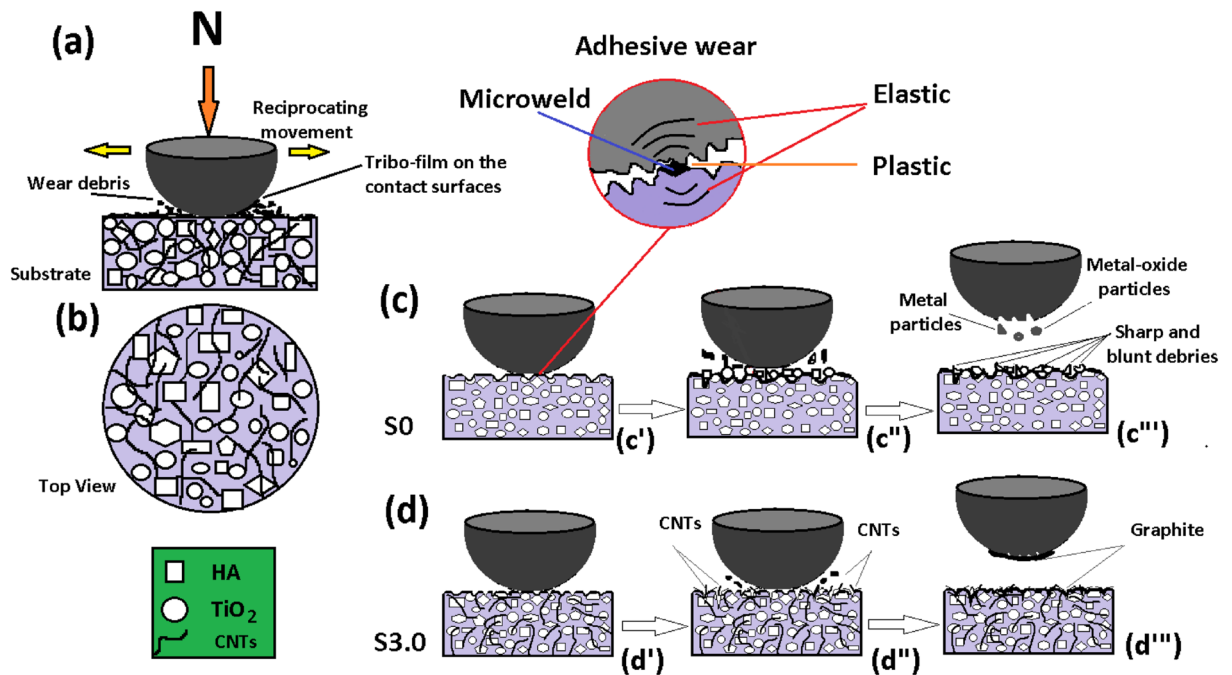 (a)
N
Reciprocating
movement
Tribo-film on the
contact surfaces
Wear debris
Substrate
Adhesive wear
Microweld
Elastic
Plastic
(b)
Top View
HA
TiO₂
CNTs
(c)
S0
(c')
(c")
(c"')
Metal
particles
Metal-oxide
particles
Sharp and
blunt debries
(d)
S3.0
CNTs
CNTs
Graphite
(d')
(d")
(d'")